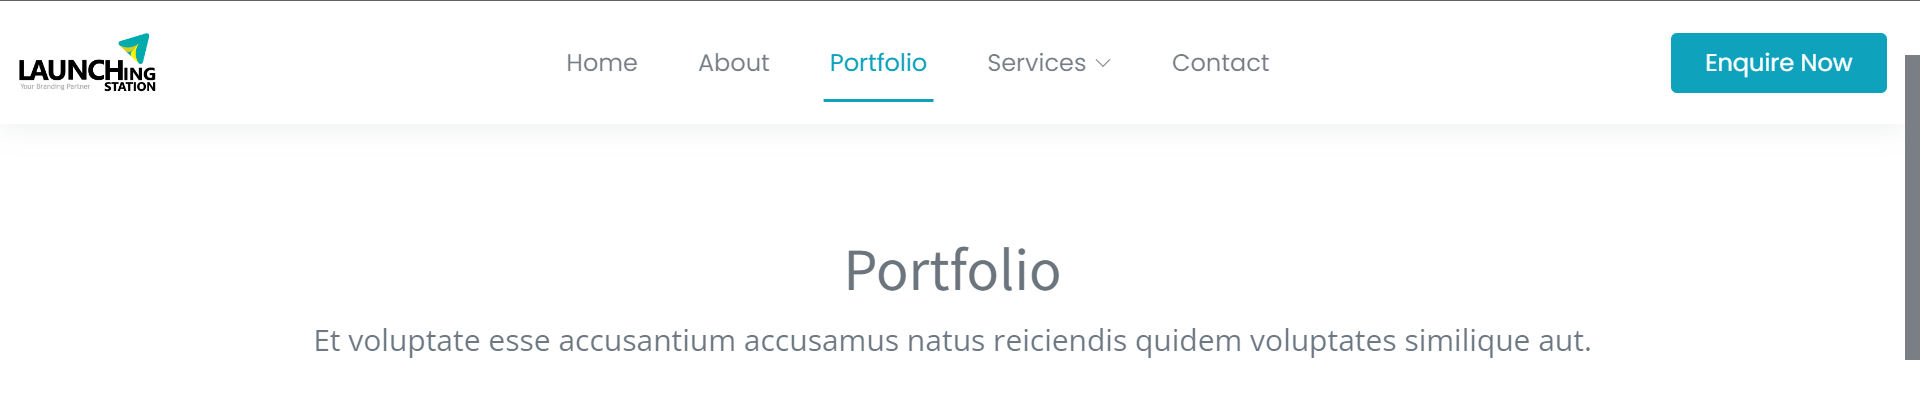 LAUNCHING
Your Branding Partner STATION
Home About Portfolio Services Contact
Enquire Now
Portfolio
Et voluptate esse accusantium accusamus natus reiciendis quidem voluptates similique aut.